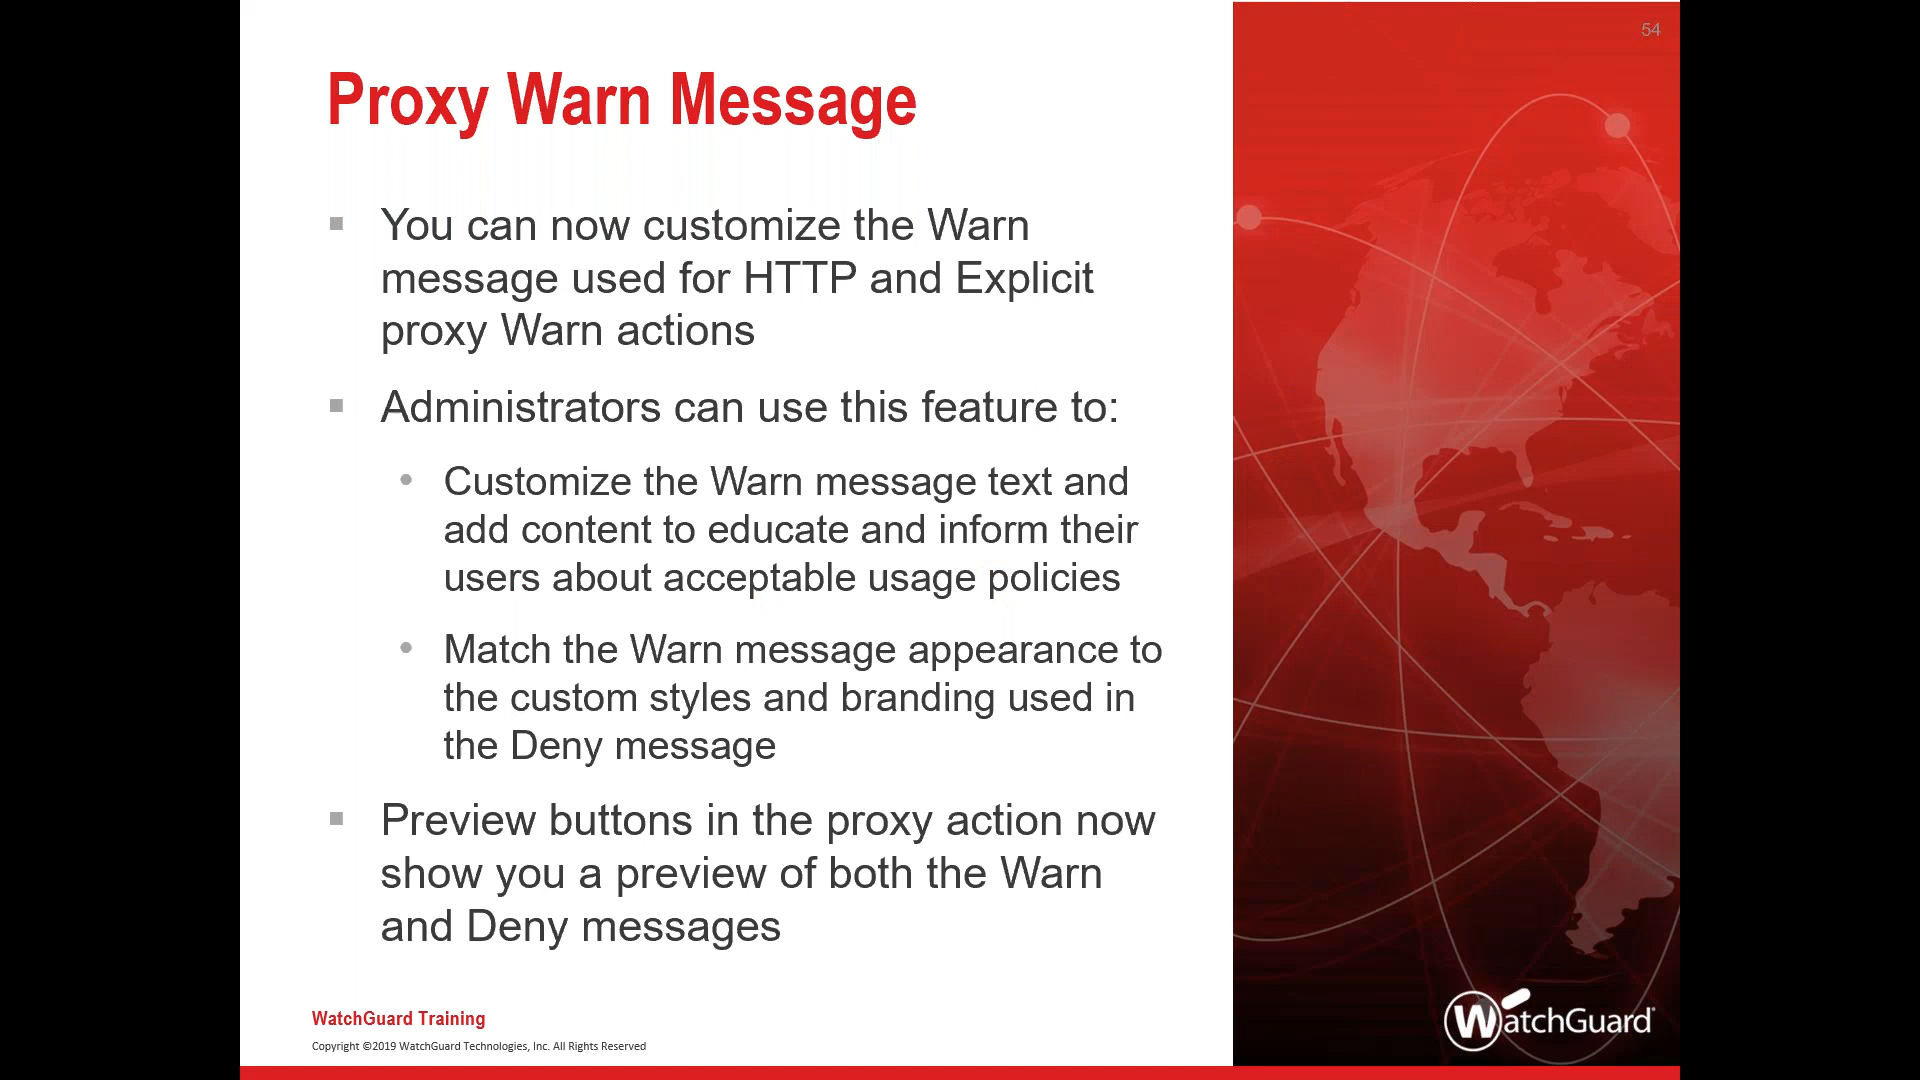 54
Proxy Warn Message
▪ You can now customize the Warn
message used for HTTP and Explicit
proxy Warn actions
▪ Administrators can use this feature to:
• Customize the Warn message text and
add content to educate and inform their
users about acceptable usage policies
• Match the Warn message appearance to
the custom styles and branding used in
the Deny message
▪ Preview buttons in the proxy action now
show you a preview of both the Warn
and Deny messages
WatchGuard Training
Copyright ©2019 WatchGuard Technologies, Inc. All Rights Reserved
WatchGuard